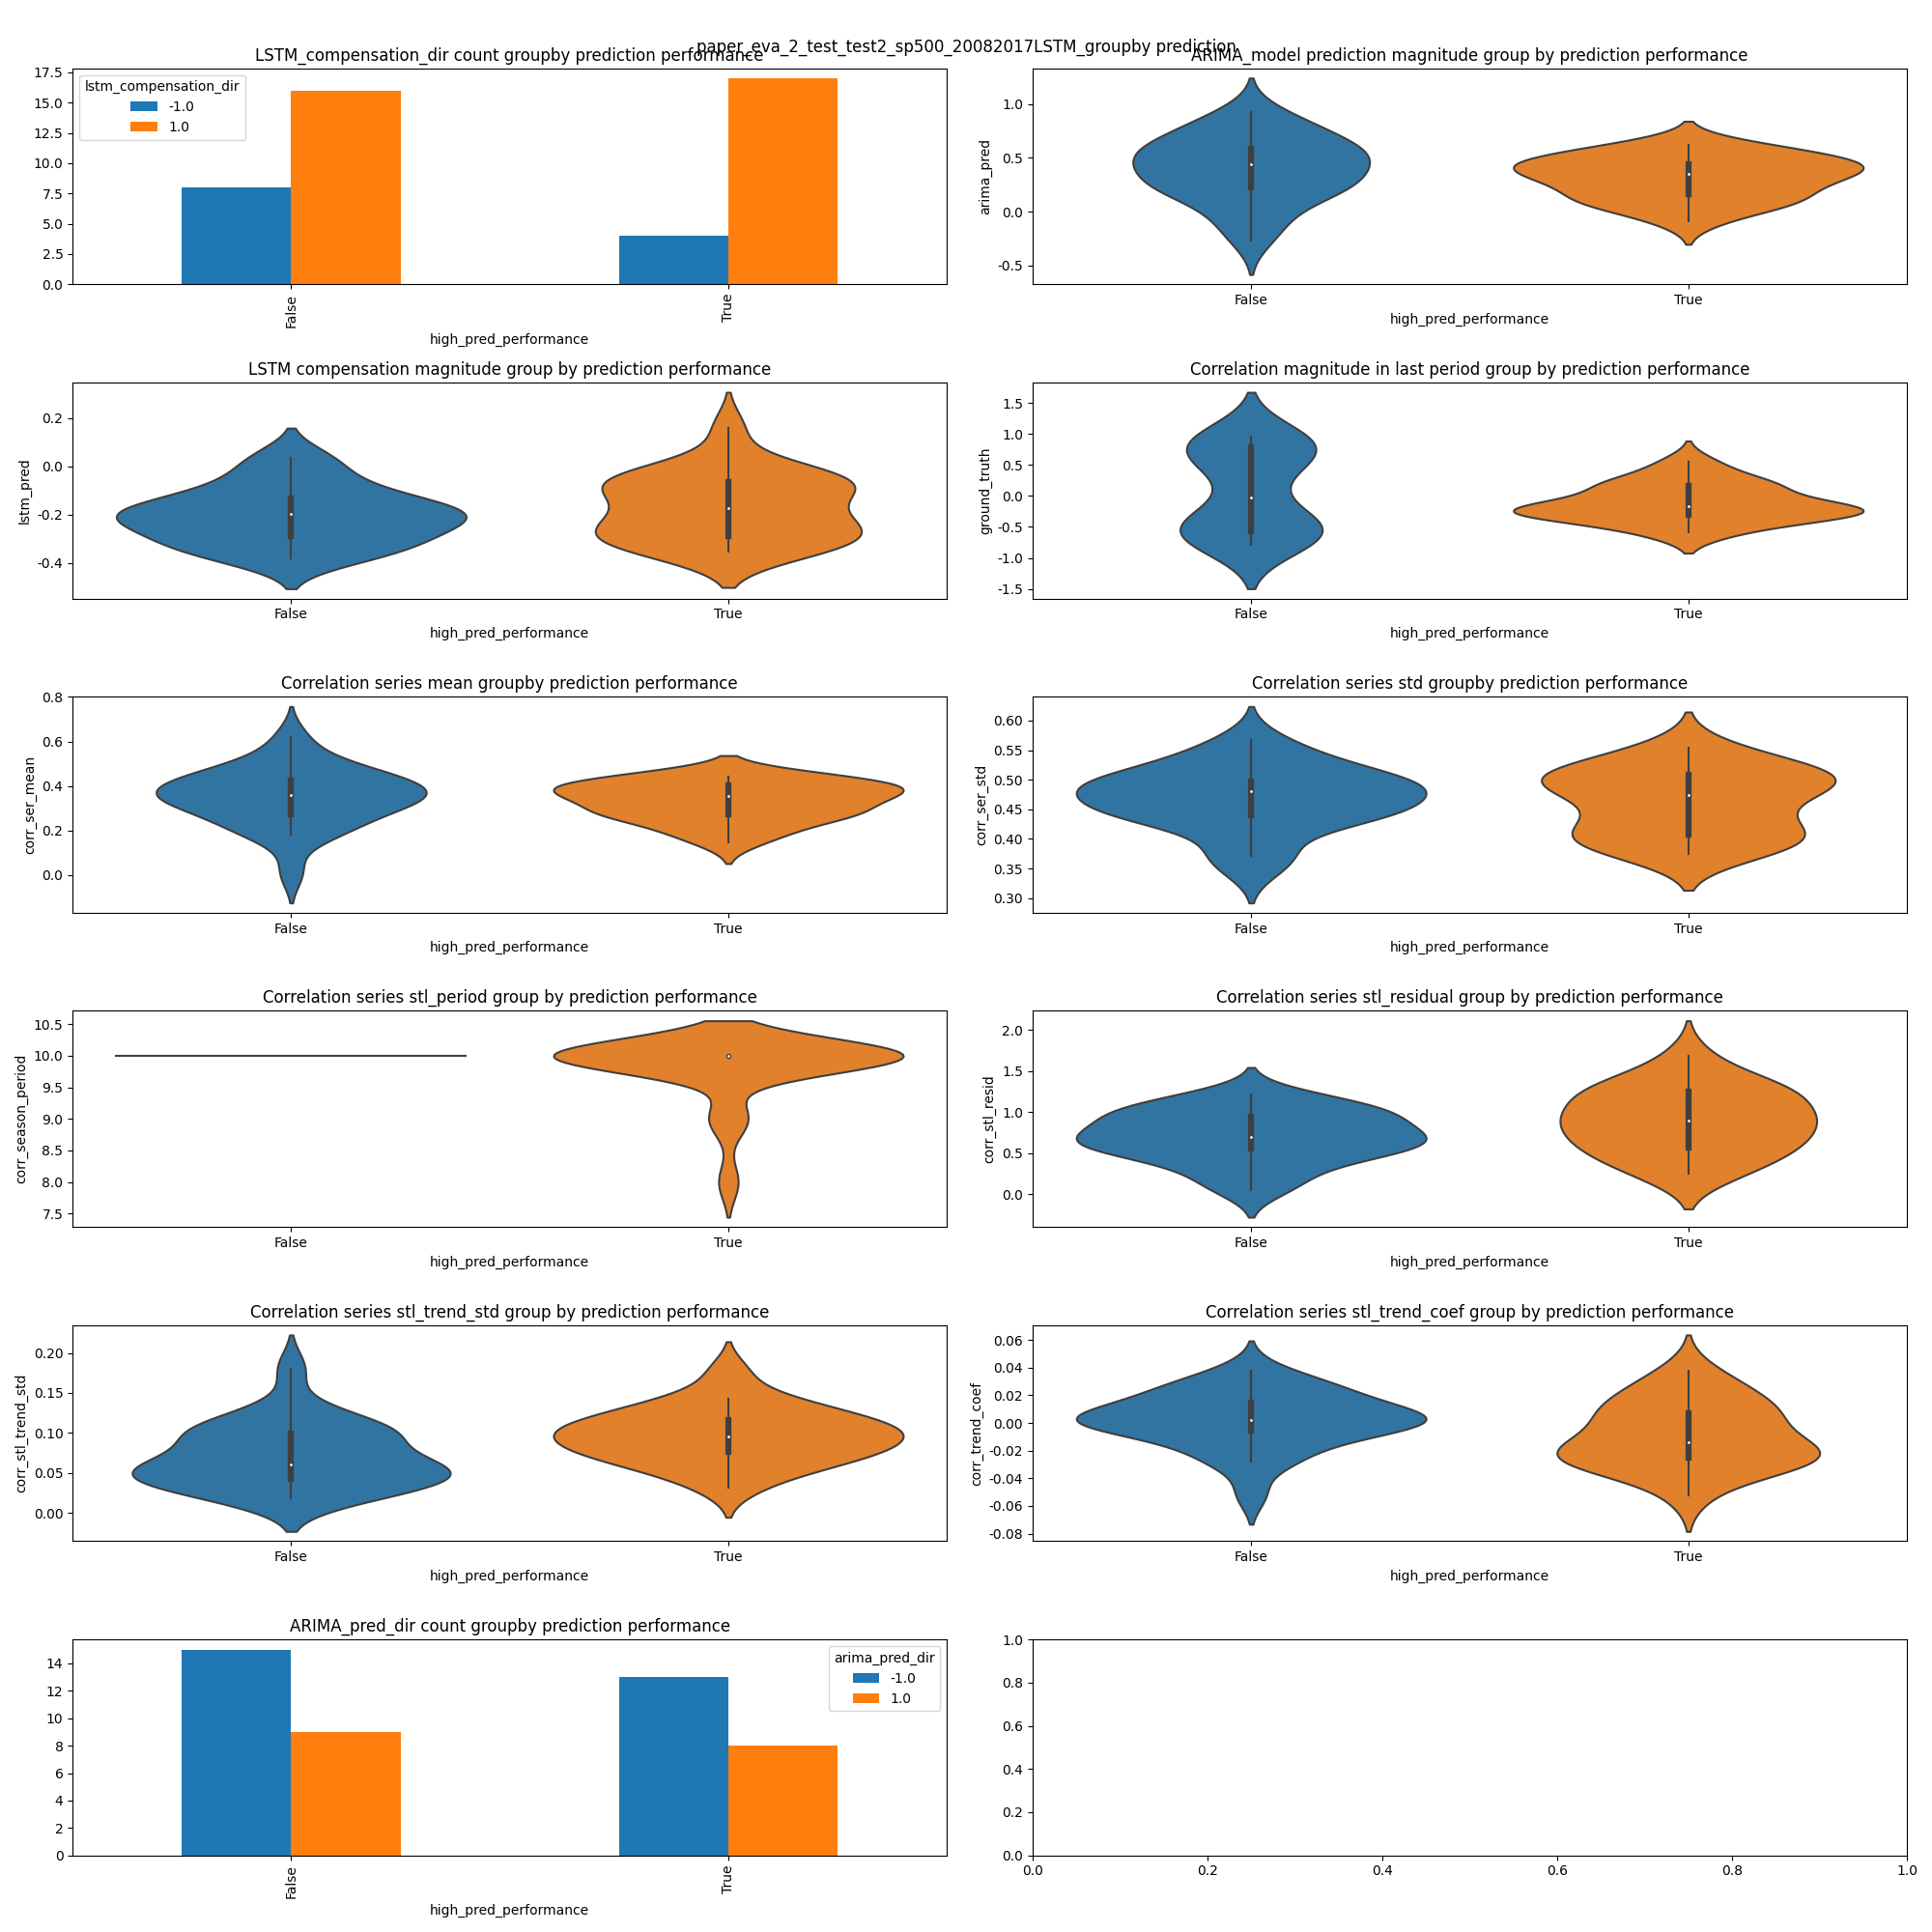 paper_eva_2_test_test2_sp500_20082017LSTM_groupby prediction
LSTM_compensation_dir count groupby prediction performance
17.5
15.0
12.5
10.0
7.5
5.0
2.5
0.0
lstm_compensation_dir
-1.0
1.0
False
True
high_pred_performance
ARIMA_model prediction magnitude group by prediction performance
arima_pred
1.0
0.5
0.0
-0.5
False
True
high_pred_performance
LSTM compensation magnitude group by prediction performance
lstm_pred
0.2
0.0
-0.2
-0.4
False
True
high_pred_performance
Correlation magnitude in last period group by prediction performance
ground_truth
1.5
1.0
0.5
0.0
-0.5
-1.0
-1.5
False
True
high_pred_performance
Correlation series mean groupby prediction performance
corr_ser_mean
0.8
0.6
0.4
0.2
0.0
False
True
high_pred_performance
Correlation series std groupby prediction performance
corr_ser_std
0.60
0.55
0.50
0.45
0.40
0.35
0.30
False
True
high_pred_performance
Correlation series stl_period group by prediction performance
corr_season_period
10.5
10.0
9.5
9.0
8.5
8.0
7.5
False
True
high_pred_performance
Correlation series stl_residual group by prediction performance
corr_stl_resid
2.0
1.5
1.0
0.5
0.0
False
True
high_pred_performance
Correlation series stl_trend_std group by prediction performance
corr_stl_trend_std
0.20
0.15
0.10
0.05
0.00
False
True
high_pred_performance
Correlation series stl_trend_coef group by prediction performance
corr_trend_coef
0.06
0.04
0.02
0.00
-0.02
-0.04
-0.06
-0.08
False
True
high_pred_performance
ARIMA_pred_dir count groupby prediction performance
14
12
10
8
6
4
2
0
arima_pred_dir
-1.0
1.0
False
True
high_pred_performance
1.0
0.8
0.6
0.4
0.2
0.0
0.0
0.2
0.4
0.6
0.8
1.0